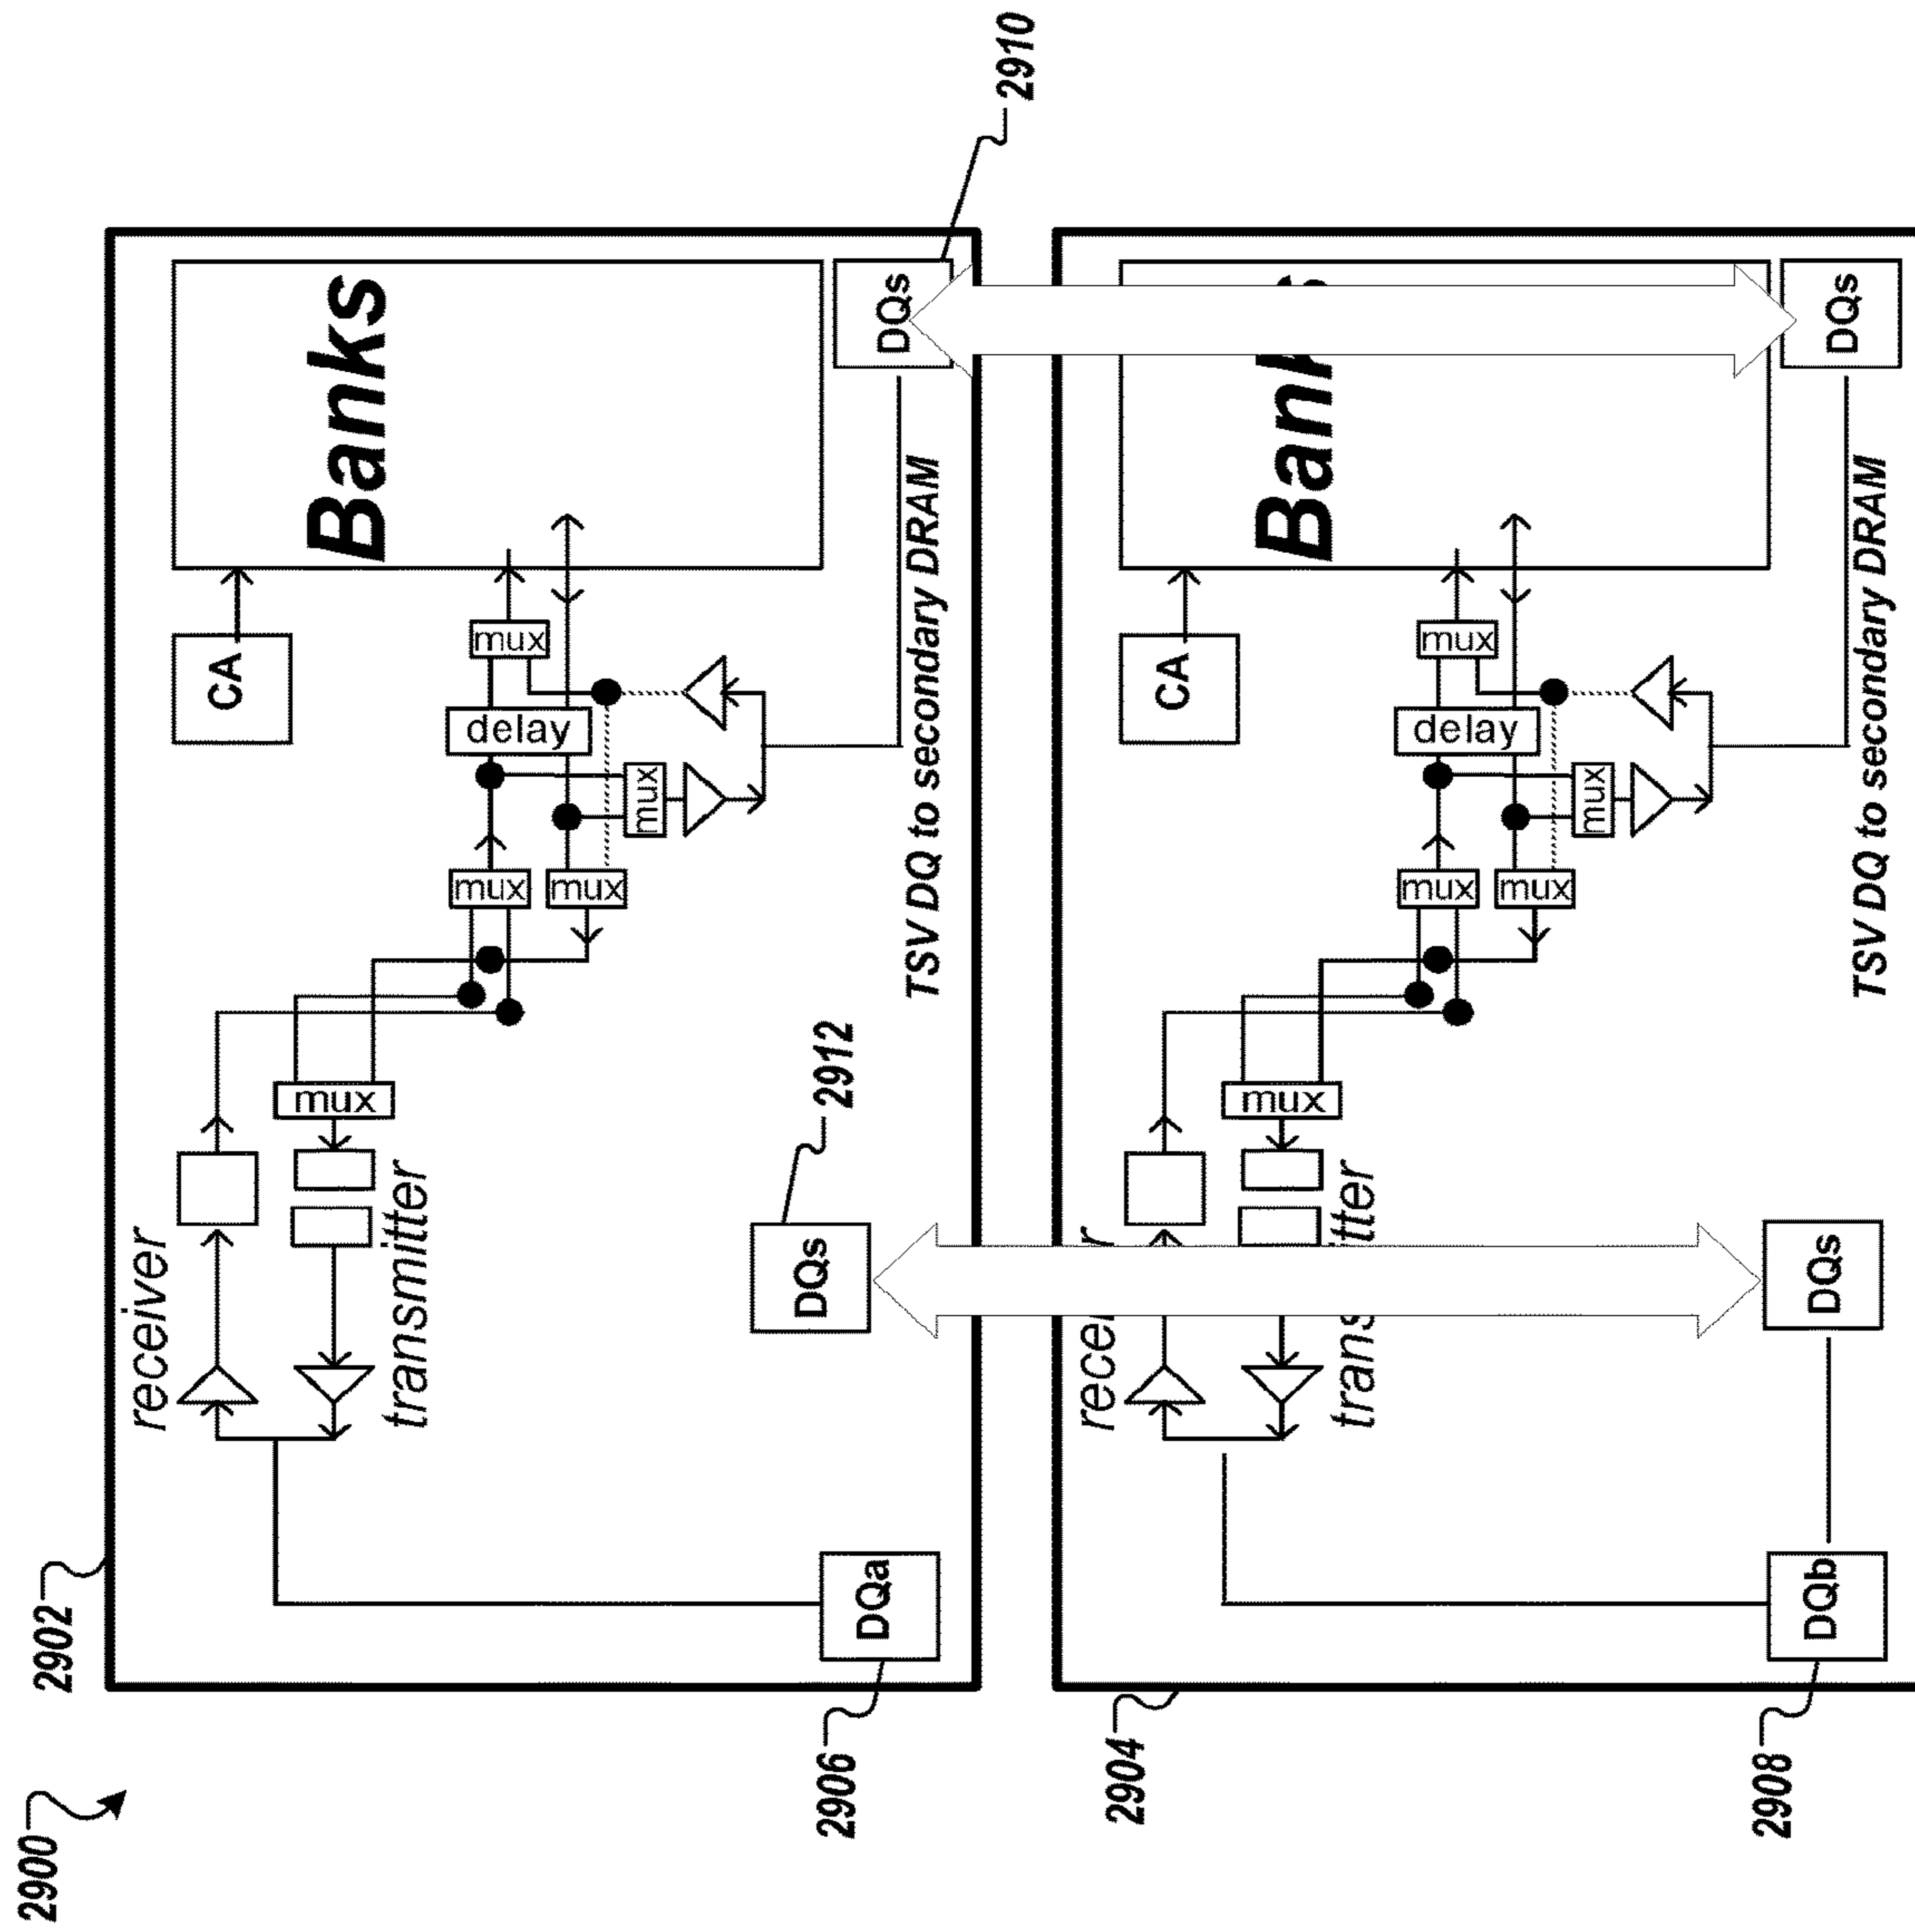 2900
2902
receiver
transmitter
mux
mux
mux
mux
delay
mux
CA
Banks
DQa
2906
DQs
2912
TSV DQ to secondary DRAM
DQs
2910
2904
mux
mux
mux
mux
delay
mux
CA
DQb
2908
DQs
TSV DQ to secondary DRAM
DQs